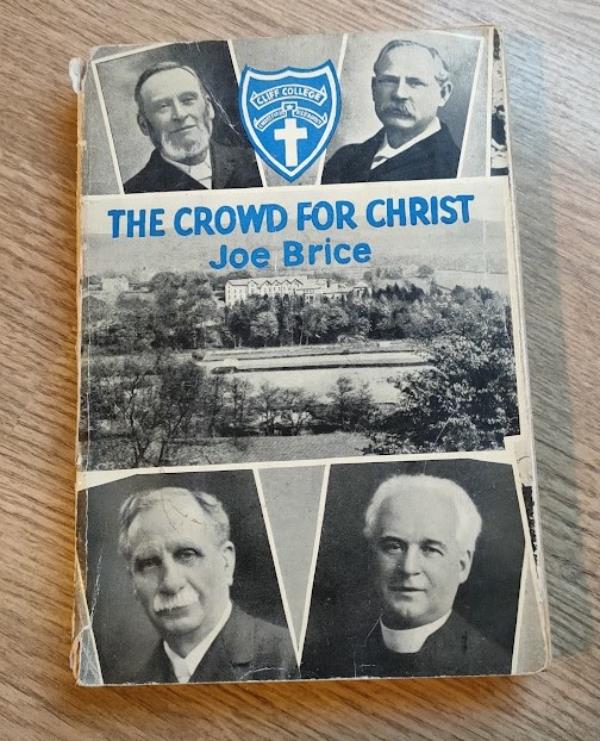 CLIFF COLLEGE
THE CROWD FOR CHRIST
Joe Brice